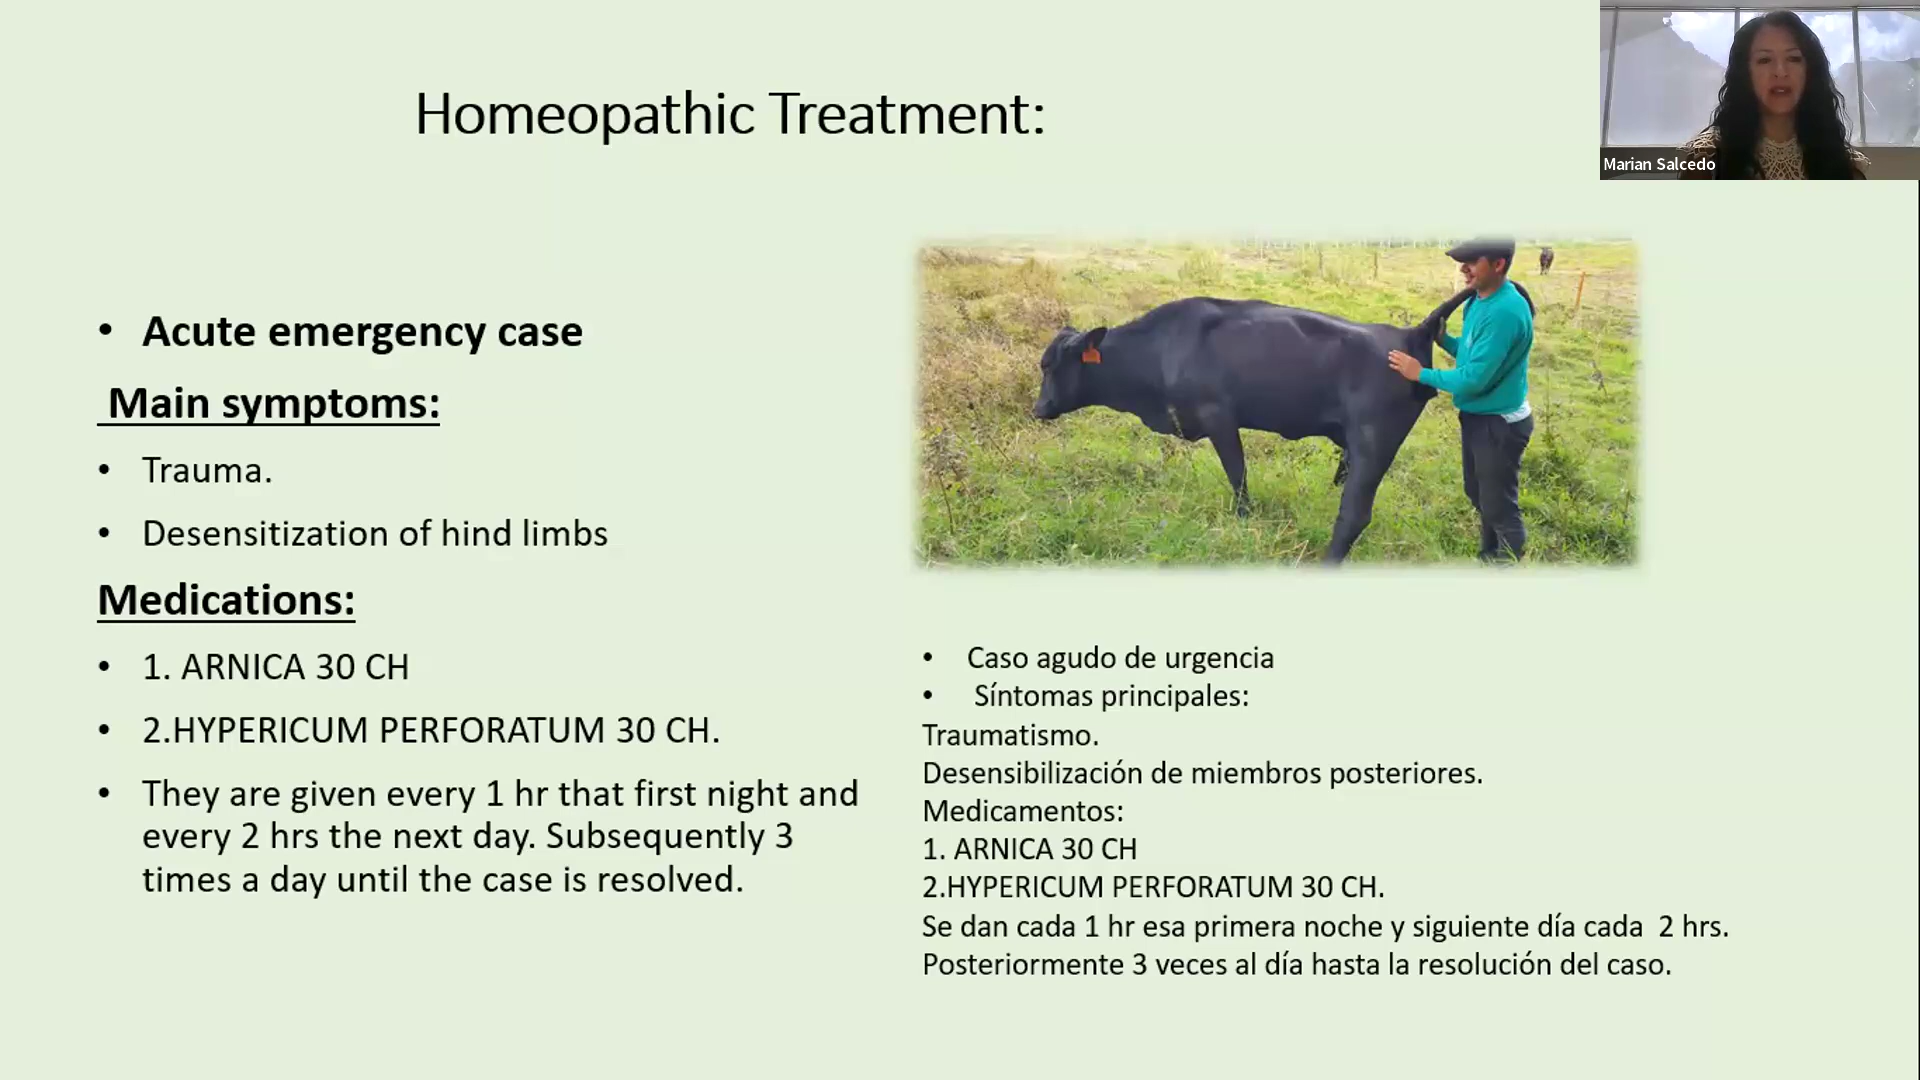 Homeopathic Treatment:
Marian Salcedo
• Acute emergency case
Main symptoms:
• Trauma.
• Desensitization of hind limbs
Medications:
• 1. ARNICA 30 CH
• 2.HYPERICUM PERFORATUM 30 CH.
• They are given every 1 hr that first night and
every 2 hrs the next day. Subsequently 3
times a day until the case is resolved.
• Caso agudo de urgencia
• Síntomas principales:
Traumatismo.
Desensibilización de miembros posteriores.
Medicamentos:
1. ARNICA 30 CH
2.HYPERICUM PERFORATUM 30 CH.
Se dan cada 1 hr esa primera noche y siguiente día cada 2 hrs.
Posteriormente 3 veces al día hasta la resolución del caso.